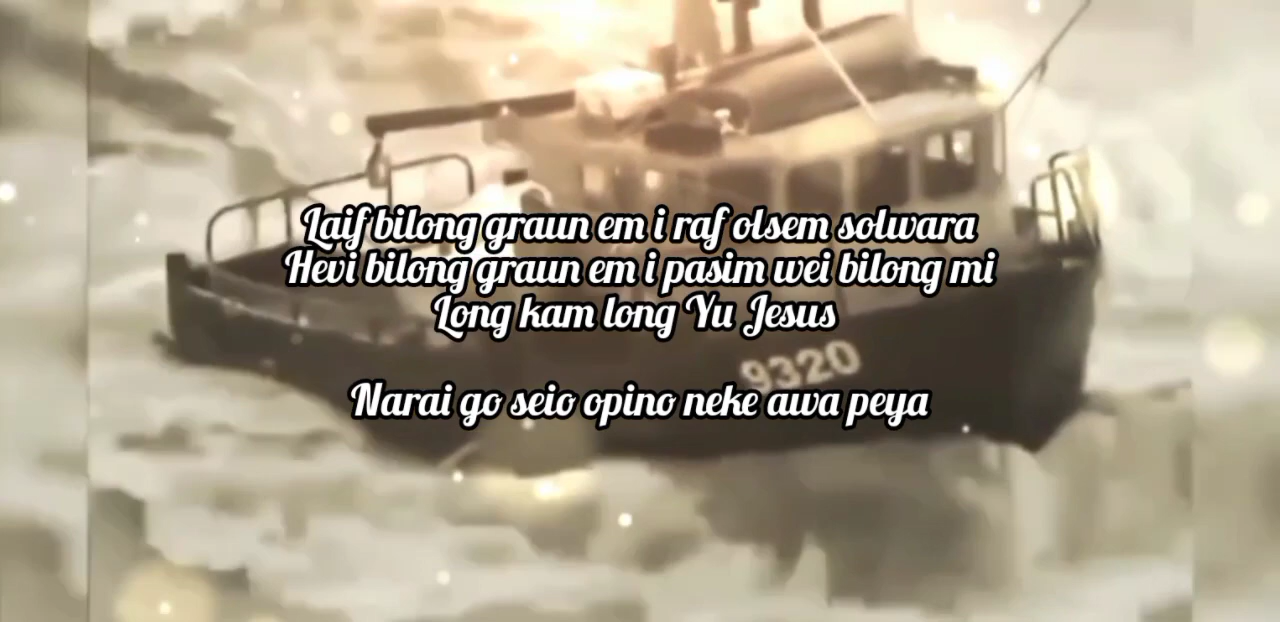 Laif bilong graun em i raf olsem solwara
Hevi bilong graun em i pasim wei bilong mi
Long kam long Yu Jesus
9320
Narai go seio opino neke awa peya